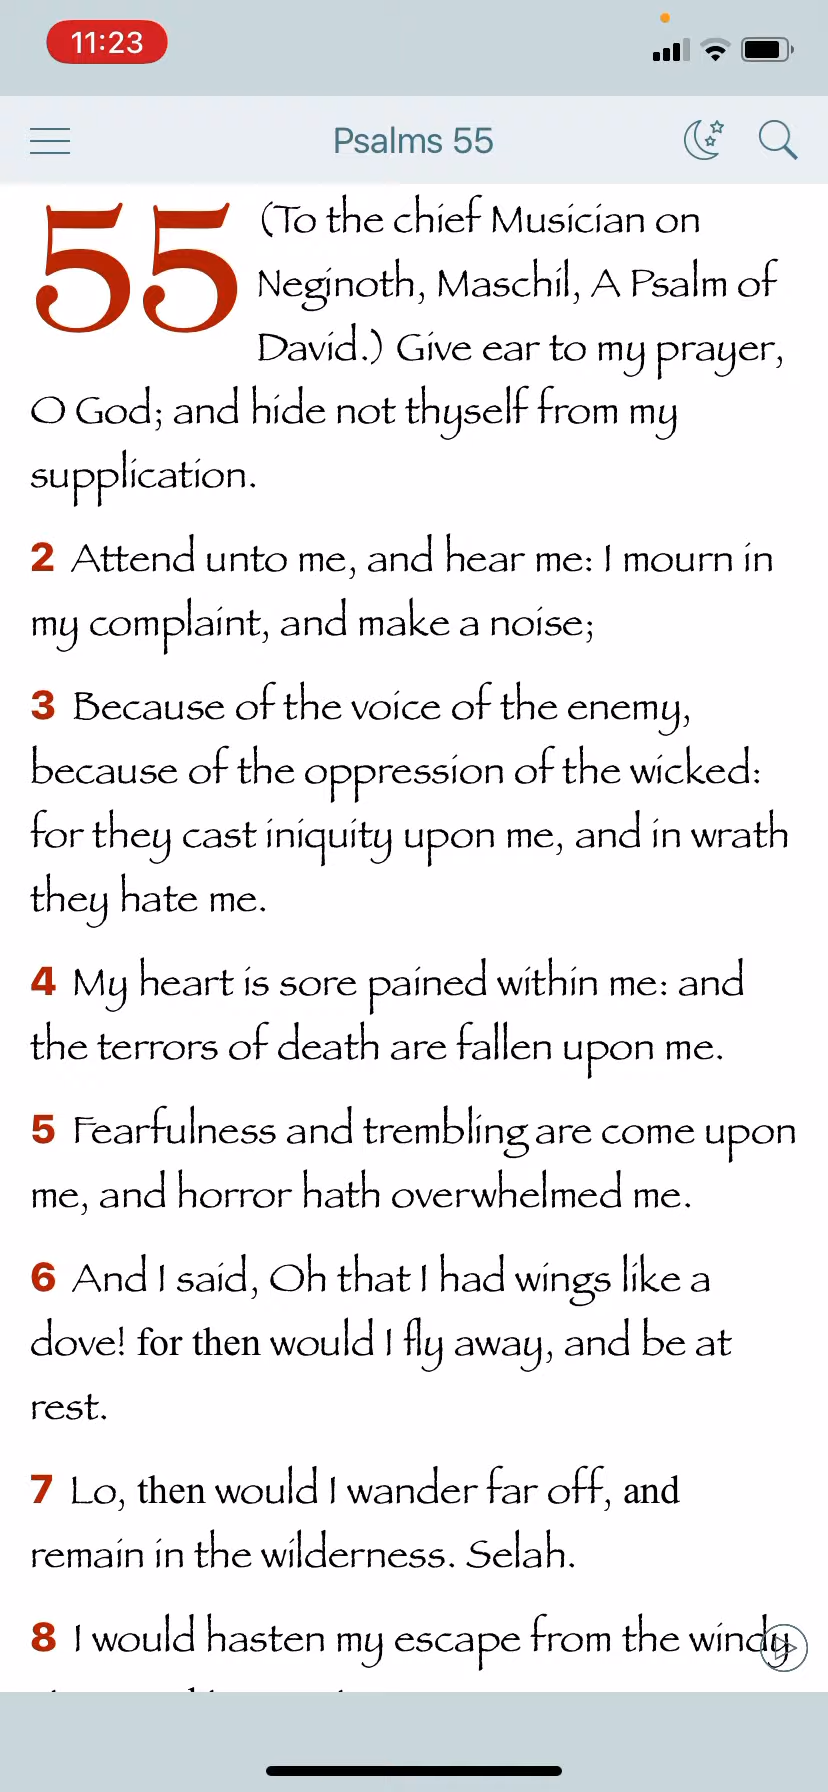 11:23
Psalms 55
55 (To the chief Musician on
Neginoth, Maschil, A Psalm of
David.) Give ear to my prayer,
O God; and hide not thyself from my
supplication.
2 Attend unto me, and hear me: I mourn in
my complaint, and make a noise;
3 Because of the voice of the enemy,
because of the oppression of the wicked:
for they cast iniquity upon me, and in wrath
they hate me.
4 My heart is sore pained within me: and
the terrors of death are fallen upon me.
5 Fearfulness and trembling are come upon
me, and horror hath overwhelmed me.
6 And I said, Oh that I had wings like a
dove! for then would I fly away, and be at
rest.
7 Lo, then would I wander far off, and
remain in the wilderness. Selah.
8 I would hasten my escape from the windy